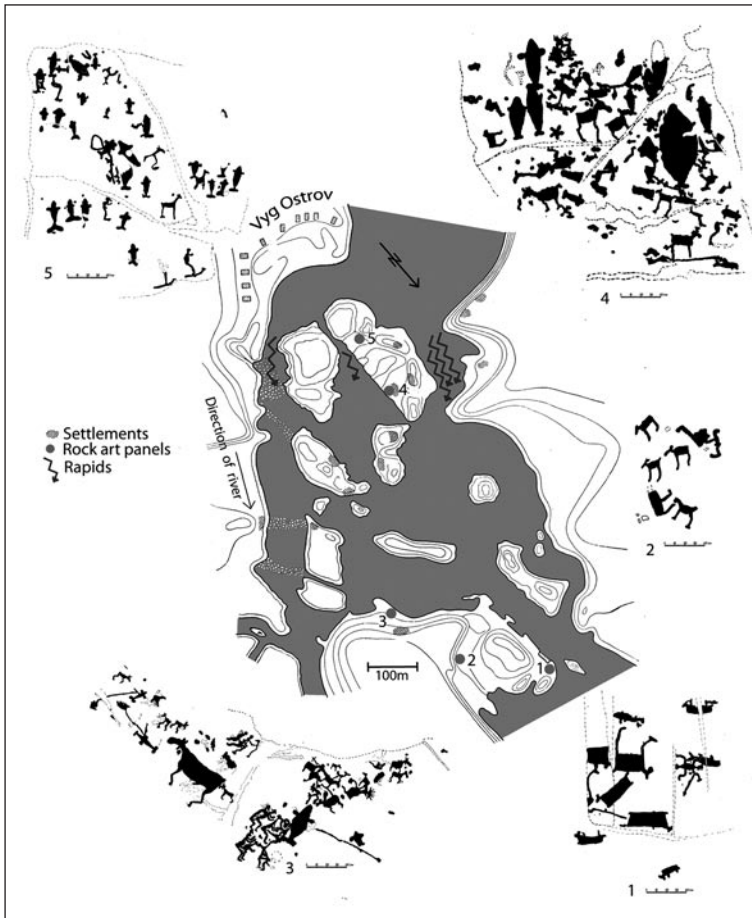 Vyg Ostrov
N
5
4
5
4
Settlements
Rock art panels
Rapids
Direction of river
2
3
2
1
100m
3
1